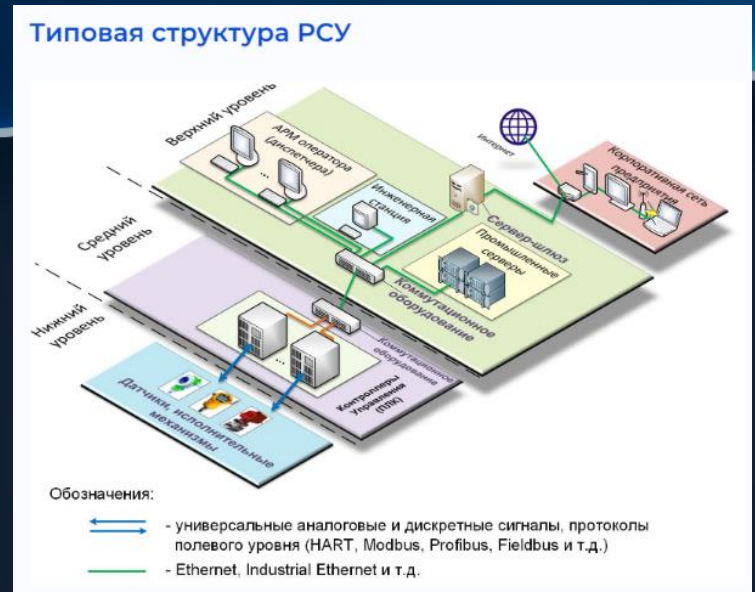 Типовая структура РСУ
Верхний уровень
АРМ оператора
(диспетчера)
...
Инженерная
станция
Интернет
Корпоративная сеть
предприятия
Сервер-шлюз
Промышленные
серверы
Средний
уровень
Коммутационное
оборудование
Коммутационное
оборудование
...
Контроллеры
Управления
(ПЛК)
Нижний
уровень
Датчики, исполнительные
механизмы
Обозначения:
- универсальные аналоговые и дискретные сигналы, протоколы
полевого уровня (HART, Modbus, Profibus, Fieldbus и т.д.)
- Ethernet, Industrial Ethernet и т.д.